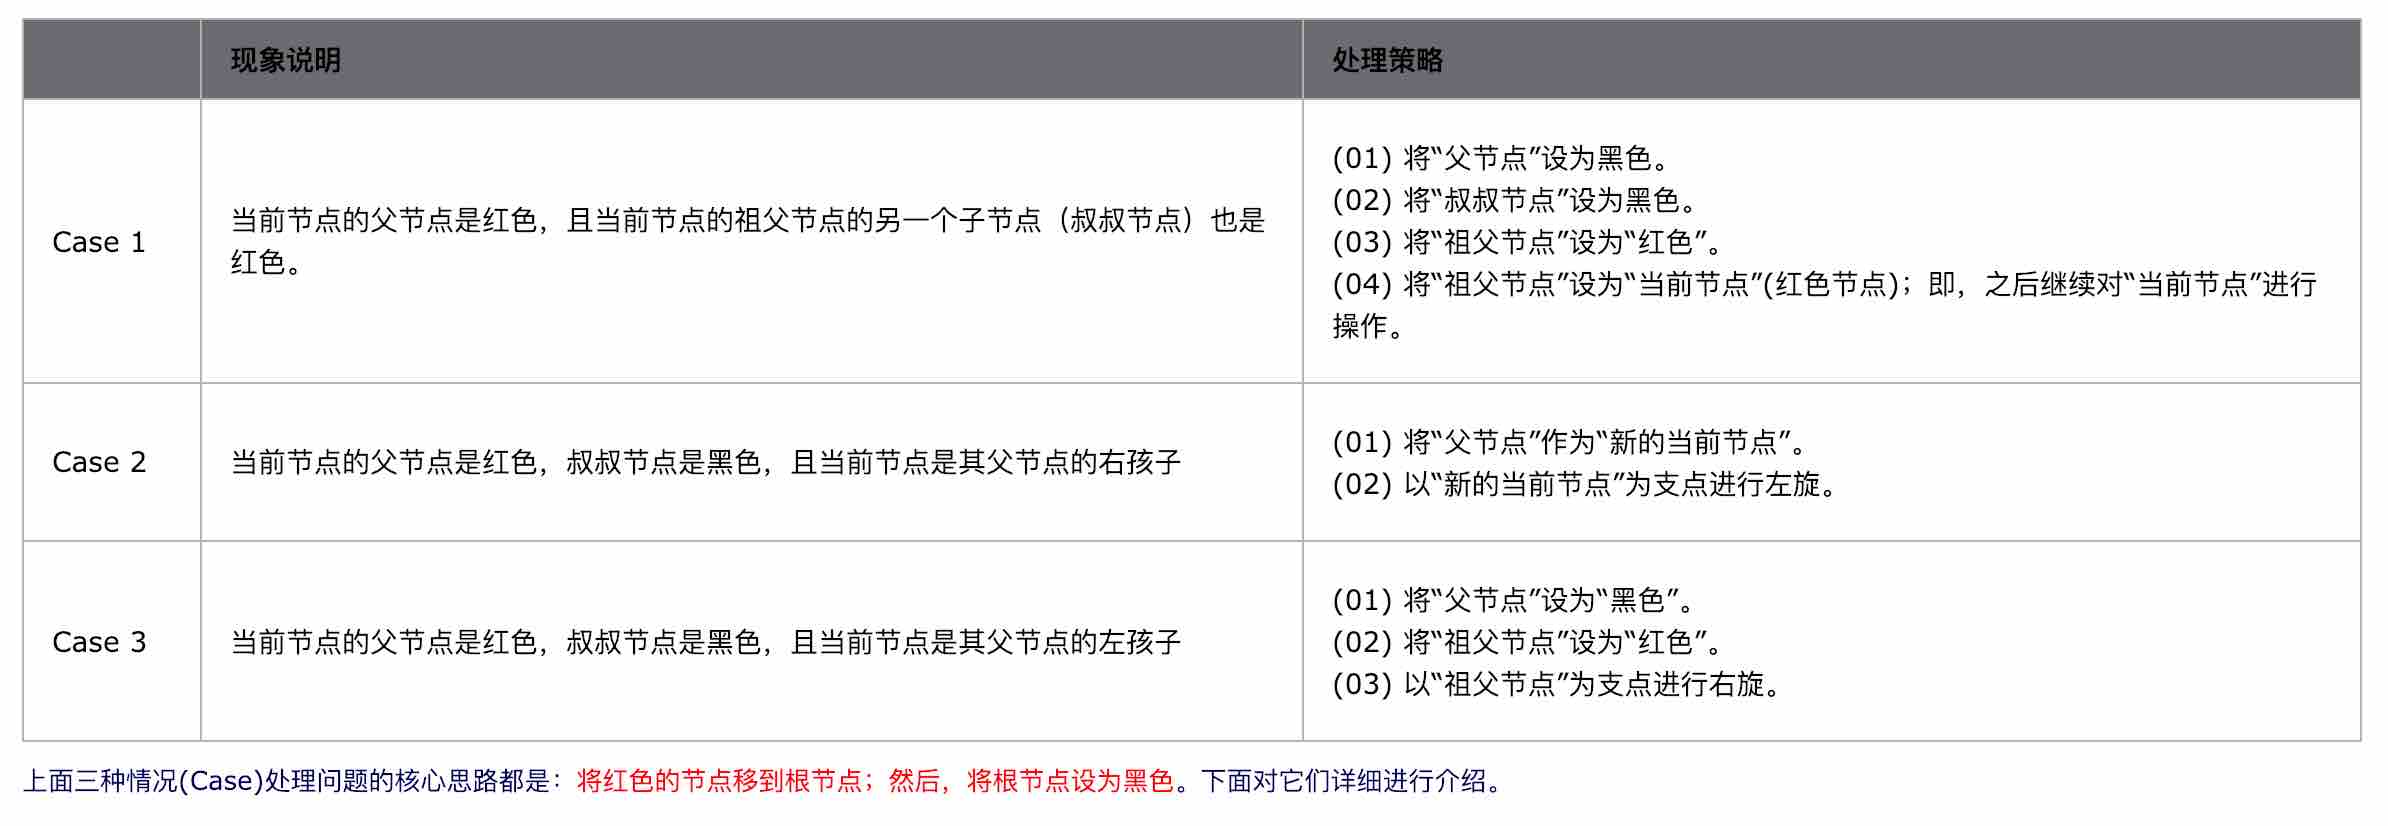 现象说明
处理策略
Case 1
当前节点的父节点是红色，且当前节点的祖父节点的另一个子节点（叔叔节点）也是
红色。
(01) 将“父节点”设为黑色。
(02) 将“叔叔节点”设为黑色。
(03) 将“祖父节点”设为“红色”。
(04) 将“祖父节点”设为“当前节点”(红色节点)；即，之后继续对“当前节点”进行
操作。
Case 2
当前节点的父节点是红色，叔叔节点是黑色，且当前节点是其父节点的右孩子
(01) 将“父节点”作为“新的当前节点”。
(02) 以“新的当前节点”为支点进行左旋。
Case 3
当前节点的父节点是红色，叔叔节点是黑色，且当前节点是其父节点的左孩子
(01) 将“父节点”设为“黑色”。
(02) 将“祖父节点”设为“红色”。
(03) 以“祖父节点”为支点进行右旋。
上面三种情况(Case)处理问题的核心思路都是：将红色的节点移到根节点；然后，将根节点设为黑色。下面对它们详细进行介绍。